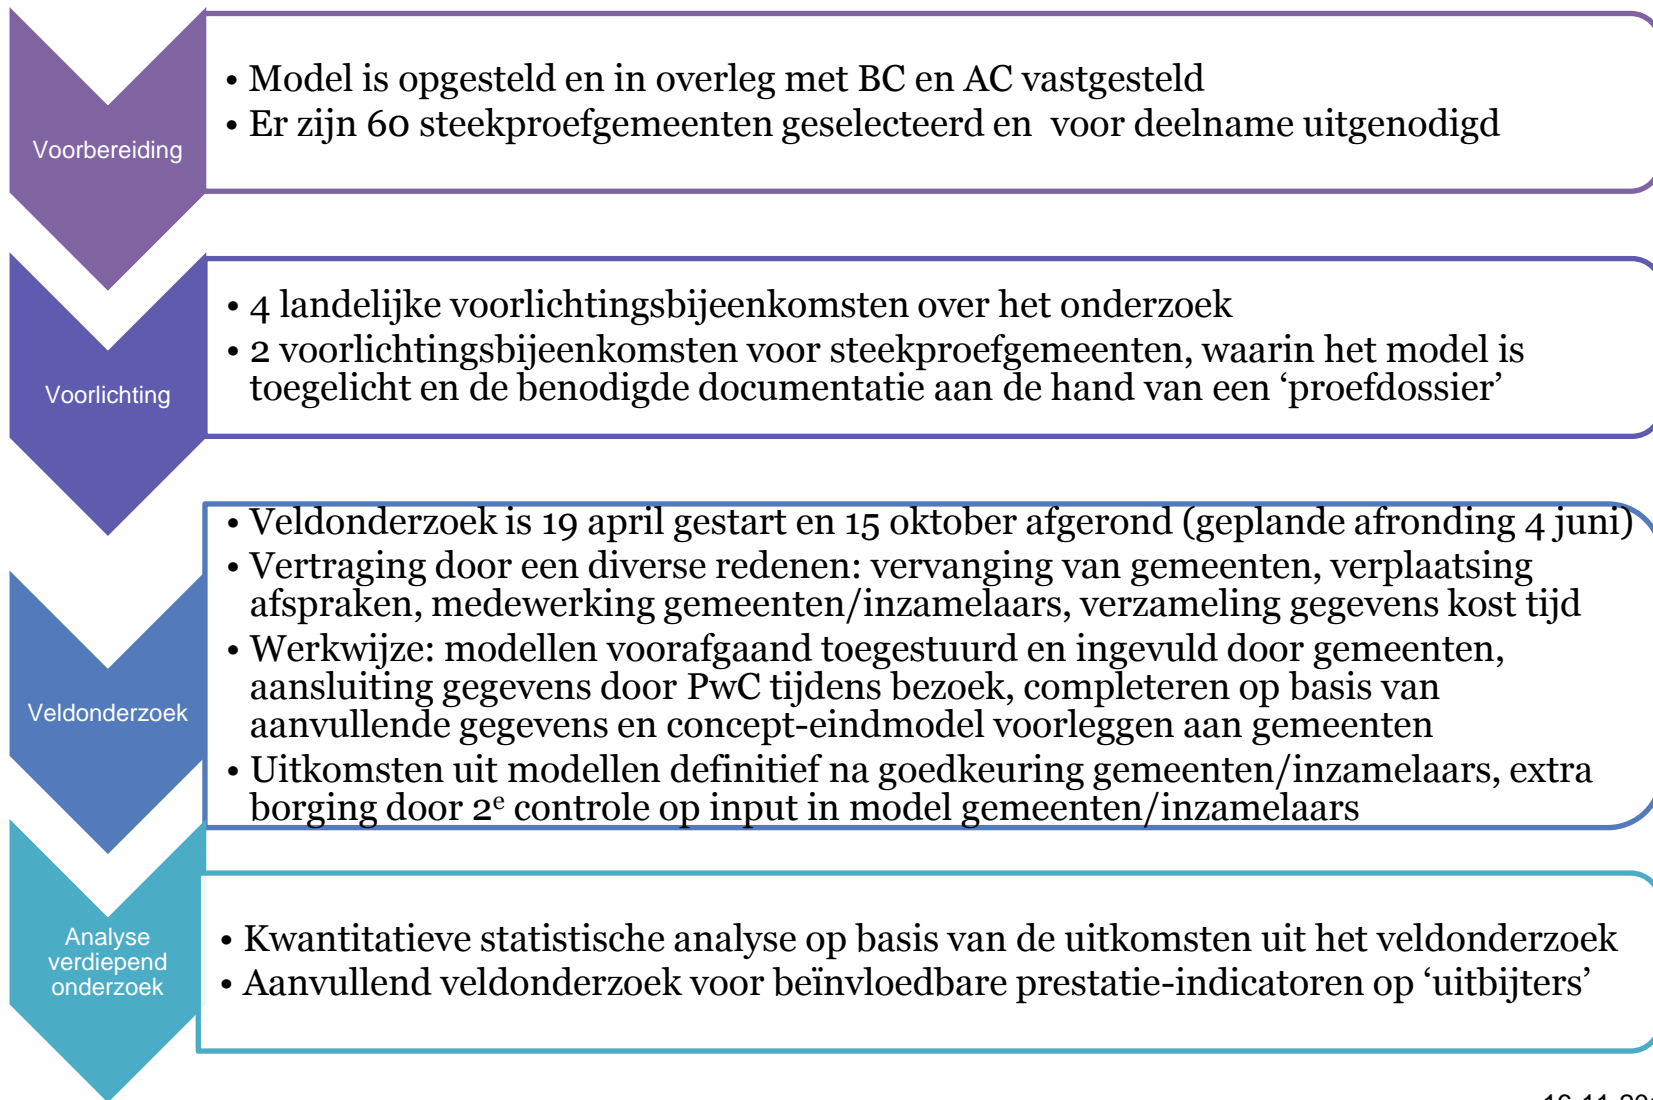 Voorbereiding
• Model is opgesteld en in overleg met BC en AC vastgesteld
• Er zijn 60 steekproefgemeenten geselecteerd en  voor deelname uitgenodigd
Voorlichting
• 4 landelijke voorlichtingsbijeenkomsten over het onderzoek
• 2 voorlichtingsbijeenkomsten voor steekproefgemeenten, waarin het model is
toegelicht en de benodigde documentatie aan de hand van een ‘proefdossier’
Veldonderzoek
• Veldonderzoek is 19 april gestart en 15 oktober afgerond (geplande afronding 4 juni)
• Vertraging door een diverse redenen: vervanging van gemeenten, verplaatsing
afspraken, medewerking gemeenten/inzamelaars, verzameling gegevens kost tijd
• Werkwijze: modellen voorafgaand toegestuurd en ingevuld door gemeenten,
aansluiting gegevens door PwC tijdens bezoek, completeren op basis van
aanvullende gegevens en concept-eindmodel voorleggen aan gemeenten
• Uitkomsten uit modellen definitief na goedkeuring gemeenten/inzamelaars, extra
borging door 2e controle op input in model gemeenten/inzamelaars
Analyse
verdiepend
onderzoek
• Kwantitatieve statistische analyse op basis van de uitkomsten uit het veldonderzoek
• Aanvullend veldonderzoek voor beïnvloedbare prestatie-indicatoren op ‘uitbijters’